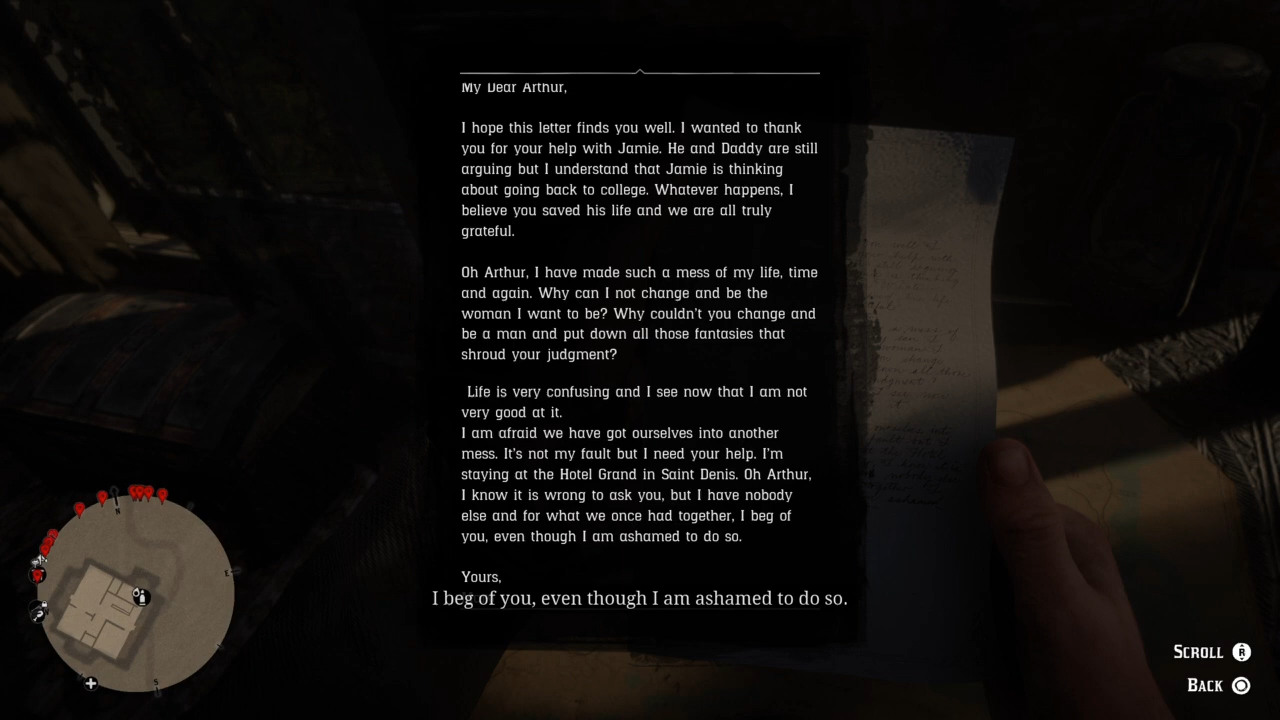 My Dear Arthur,
I hope this letter finds you well. I wanted to thank
you for your help with Jamie. He and Daddy are still
arguing but I understand that Jamie is thinking
about going back to college. Whatever happens, I
believe you saved his life and we are all truly
grateful.
Oh Arthur, I have made such a mess of my life, time
and again. Why can I not change and be the
woman I want to be? Why couldn't you change and
be a man and put down all those fantasies that
shroud your judgment?
Life is very confusing and I see now that I am not
very good at it.
I am afraid we have got ourselves into another
mess. It's not my fault but I need your help. I'm
staying at the Hotel Grand in Saint Denis. Oh Arthur,
I know it is wrong to ask you, but I have nobody
else and for what we once had together, I beg of
you, even though I am ashamed to do so.
Yours,
I beg of you, even though I am ashamed to do so.
N
E
S
SCROLL R
BACK